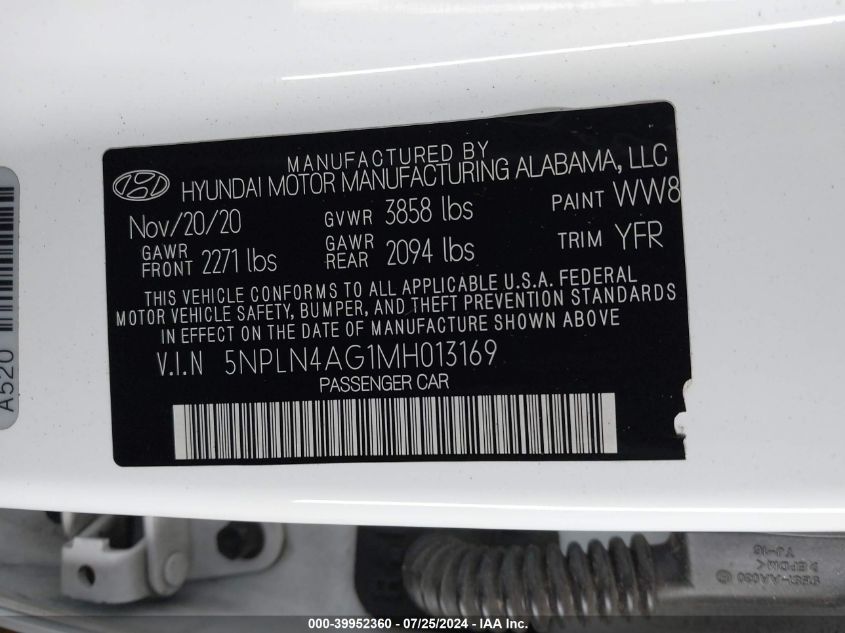 MANUFACTURED BY
HYUNDAI MOTOR MANUFACTURING ALABAMA, LLC
Nov/20/20 GVWR 3858 lbs PAINT WW8
GAWR FRONT 2271 lbs GAWR REAR 2094 lbs TRIM YFR
THIS VEHICLE CONFORMS TO ALL APPLICABLE U.S.A. FEDERAL
MOTOR VEHICLE SAFETY, BUMPER, AND THEFT PREVENTION STANDARDS
IN EFFECT ON THE DATE OF MANUFACTURE SHOWN ABOVE
V.I.N 5NPLN4AG1MH013169
PASSENGER CAR
A520
>EPDM<
000-39952360 - 07/25/2024 - IAA Inc.